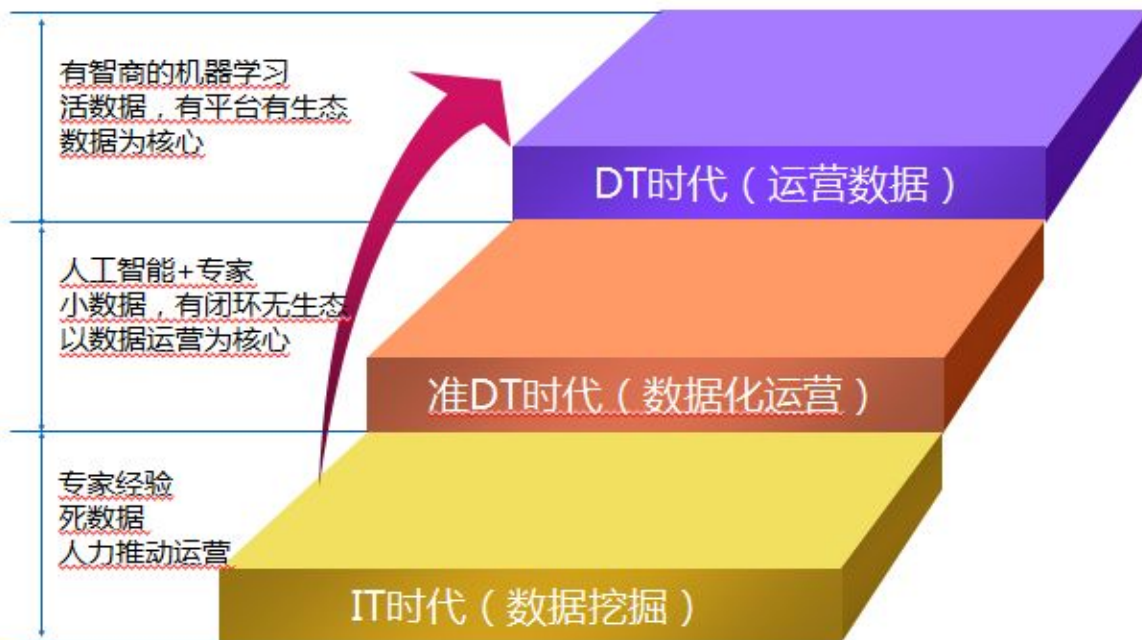 有智商的机器学习
活数据，有平台有生态
数据为核心
DT时代（运营数据）
人工智能+专家
小数据，有闭环无生态
以数据运营为核心
准DT时代（数据化运营）
专家经验
死数据
人力推动运营
IT时代（数据挖掘）